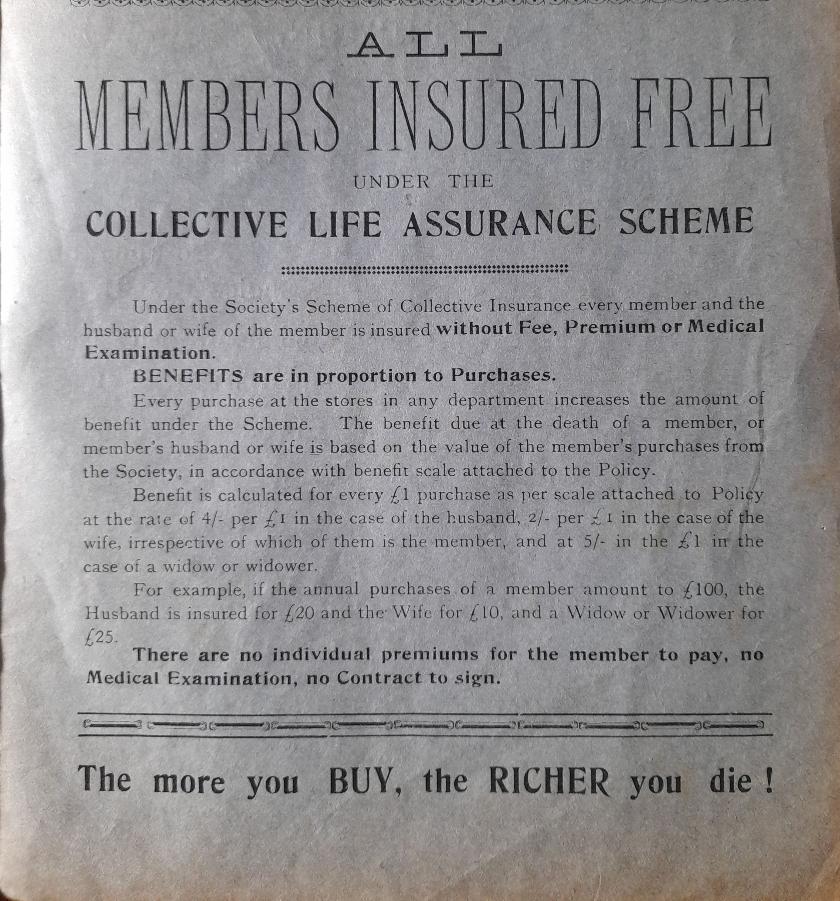 ALL
MEMBERS INSURED FREE
UNDER THE
COLLECTIVE LIFE ASSURANCE SCHEME
Under the Society's Scheme of Collective Insurance every member and the
husband or wife of the member is insured without Fee, Premium or Medical
Examination.
BENEFITS are in proportion to Purchases.
Every purchase at the stores in any department increases the amount of
benefit under the Scheme. The benefit due at the death of a member, or
member's husband or wife is based on the value of the member's purchases from
the Society, in accordance with benefit scale attached to the Policy.
Benefit is calculated for every £1 purchase as per scale attached to Policy
at the rate of 4/- per £1 in the case of the husband, 2/- per £1 in the case of the
wife, irrespective of which of them is the member, and at 5/- in the £1 in the
case of a widow or widower.
For example, if the annual purchases of a member amount to £100, the
Husband is insured for £20 and the Wife for £10, and a Widow or Widower for
£25.
There are no individual premiums for the member to pay, no
Medical Examination, no Contract to sign.
The more you BUY, the RICHER you die !